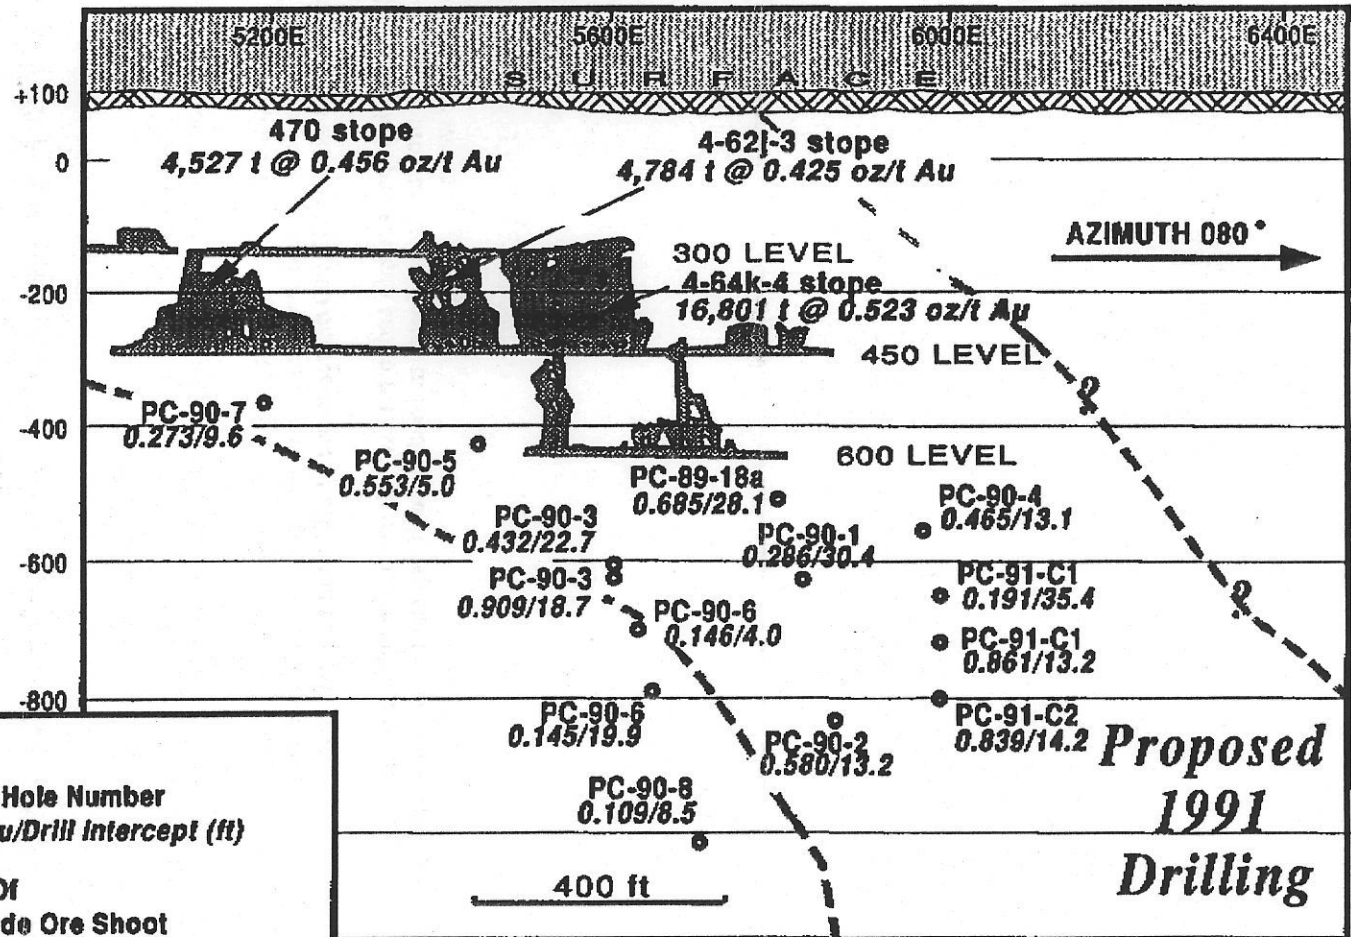 5200E 5600E 6000E 6400E
SURFACE
+100
0
-200
-400
-600
-800
470 stope
4,527 t @ 0.456 oz/t Au
4-62j-3 stope
4,784 t @ 0.425 oz/t Au
AZIMUTH 080°
300 LEVEL
4-64k-4 stope
16,801 t @ 0.523 oz/t Au
450 LEVEL
?
PC-90-7
0.273/9.6
PC-90-5
0.553/5.0
600 LEVEL
PC-89-18a
0.685/28.1
PC-90-4
0.465/13.1
PC-90-3
0.432/22.7
PC-90-1
0.286/30.4
PC-90-3
0.909/18.7
PC-91-C1
0.191/35.4
?
PC-90-6
0.146/4.0
PC-91-C1
0.861/13.2
PC-90-6
0.145/19.9
PC-90-2
0.580/13.2
PC-91-C2
0.839/14.2
PC-90-8
0.109/8.5
Proposed
1991
Drilling
Hole Number
u/Drill Intercept (ft)
Of
de Ore Shoot
400 ft